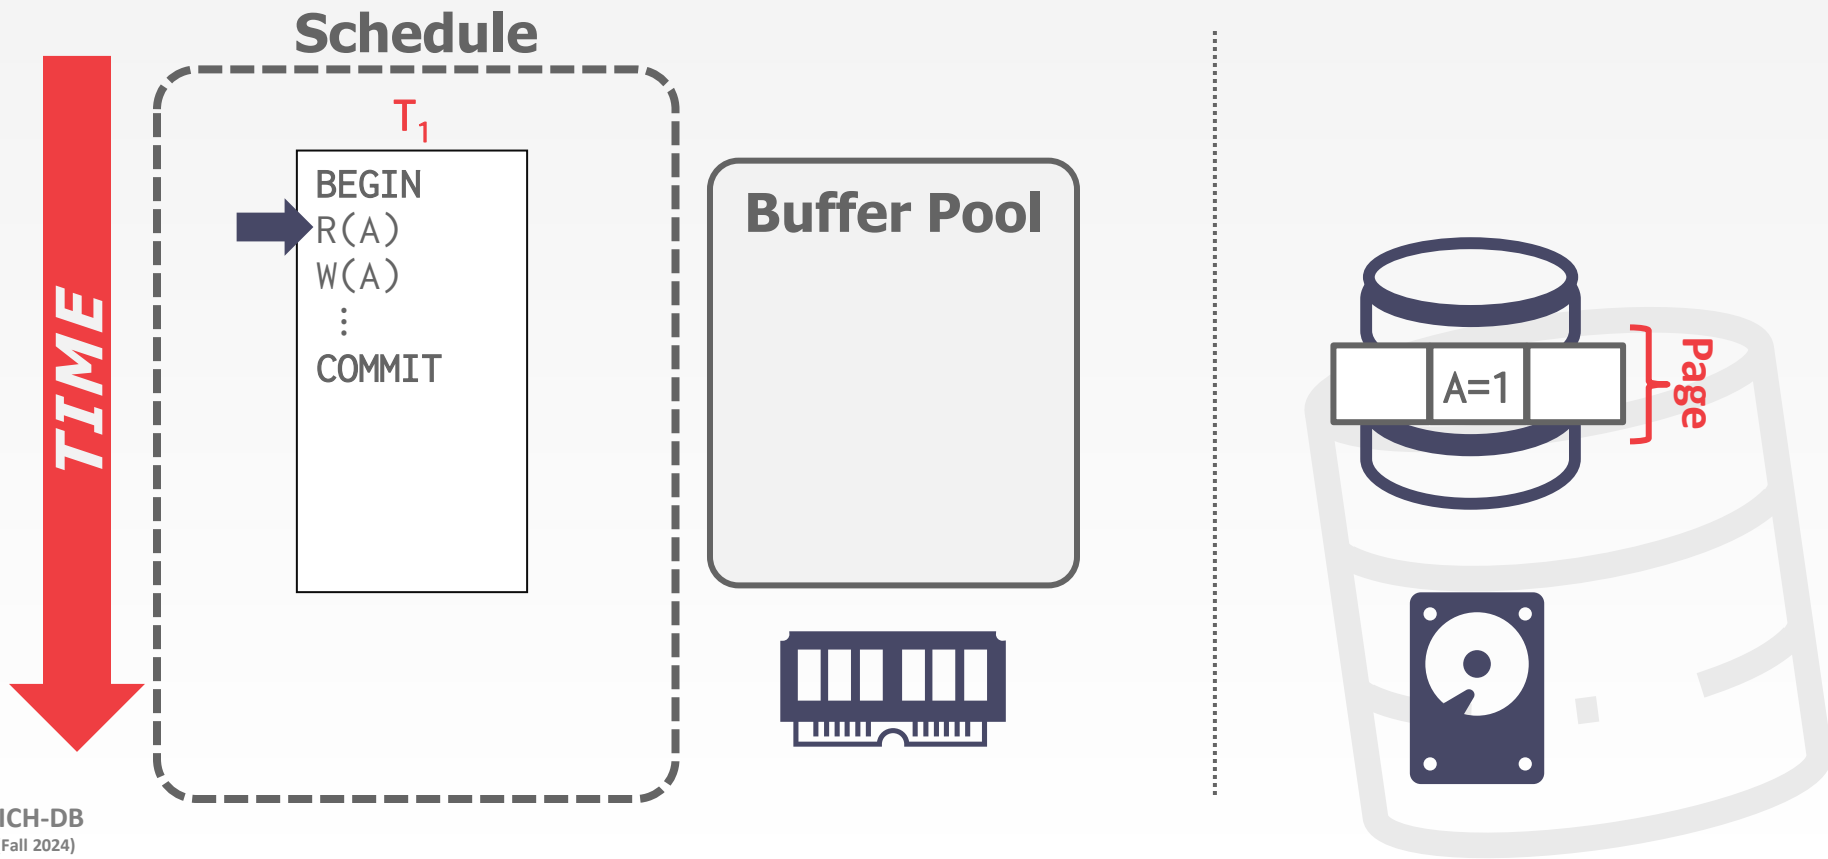 Schedule
TIME
T1
BEGIN
R(A)
W(A)
⋮
COMMIT
Buffer Pool
A=1
Page
ICH-DB
Fall 2024)